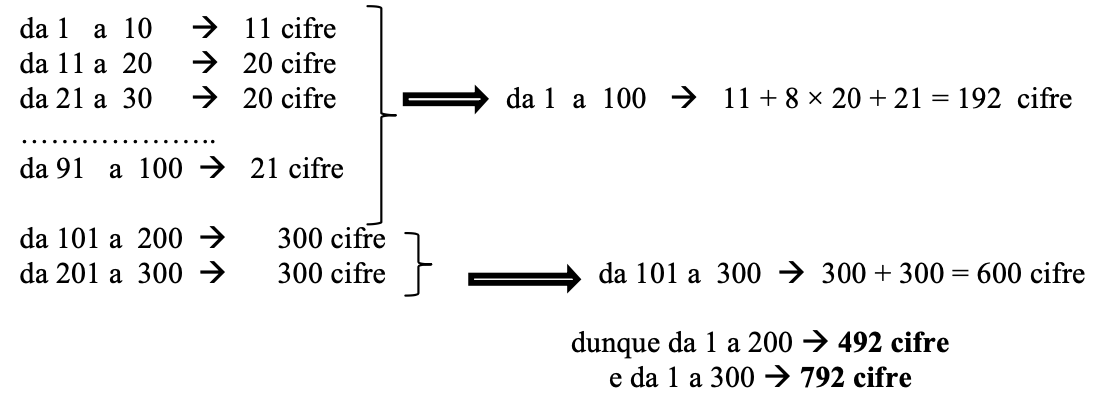 da 1 a 10 → 11 cifre
da 11 a 20 → 20 cifre
da 21 a 30 → 20 cifre
………………..
da 91 a 100 → 21 cifre
da 1 a 100 → 11 + 8 × 20 + 21 = 192 cifre
da 101 a 200 → 300 cifre
da 201 a 300 → 300 cifre
da 101 a 300 → 300 + 300 = 600 cifre
dunque da 1 a 200 → 492 cifre
e da 1 a 300 → 792 cifre